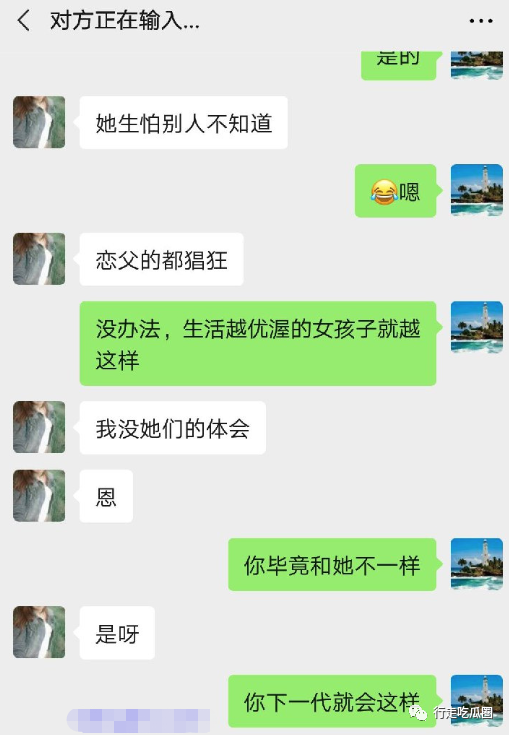 对方正在输入...
是的
她生怕别人不知道
😂嗯
恋父的都猖狂
没办法，生活越优渥的女孩子就越
这样
我没她们的体会
恩
你毕竟和她不一样
是呀
你下一代就会这样
行走吃瓜圈